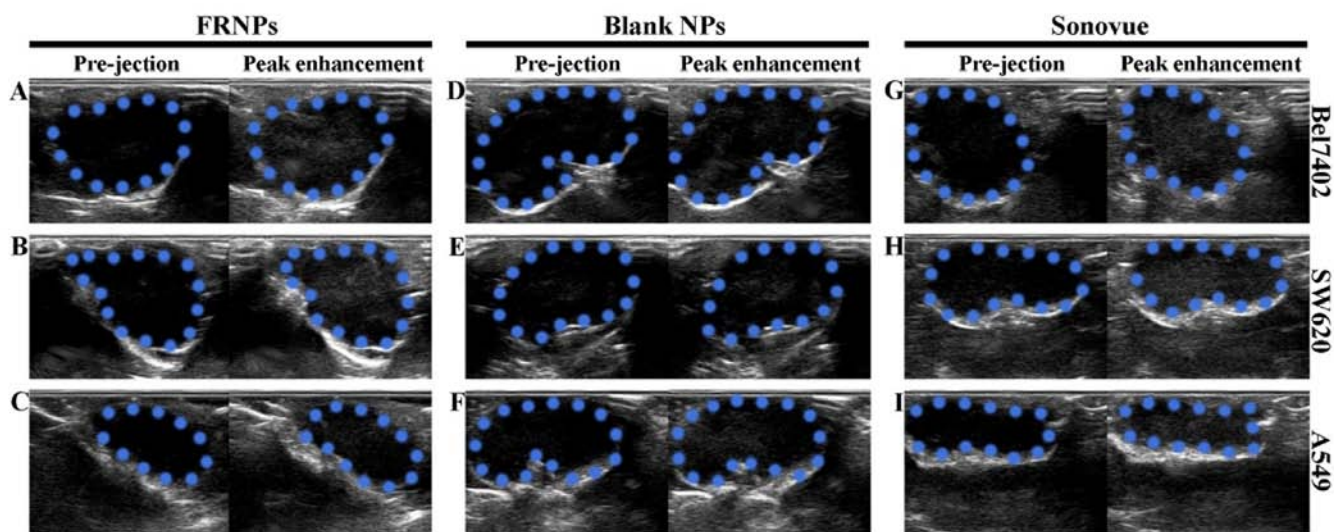 FRNPs
Blank NPs
Sonovue
Pre-jection
Peak enhancement
Pre-jection
Peak enhancement
Pre-jection
Peak enhancement
A
D
G
Bel7402
B
E
H
SW620
C
F
I
A549